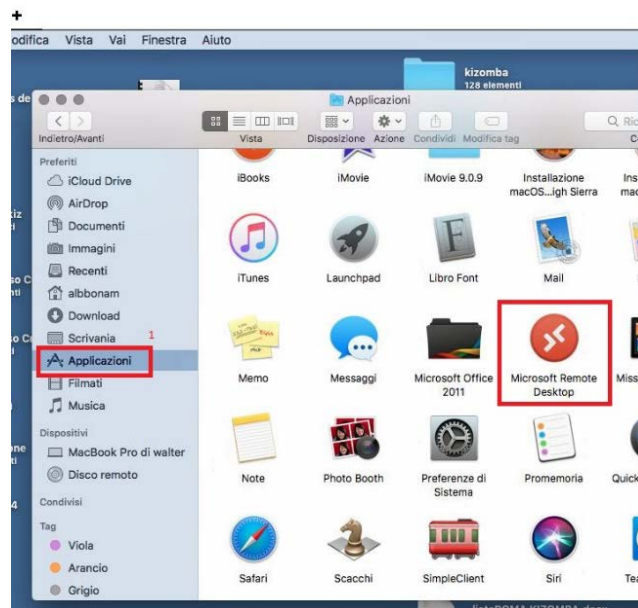 +
odifica Vista Vai Finestra Aiuto
kizomba
128 elementi
s de
Applicazioni
Indietro/Avanti Vista Disposizione Azione Condividi Modifica tag
Preferiti
iCloud Drive
AirDrop
Documenti
Immagini
Recenti
albbonam
Download
Scrivania 1
Applicazioni
Filmati
Musica
Dispositivi
MacBook Pro di walter
Disco remoto
Condivisi
Tag
Viola
Arancio
Grigio
iBooks iMovie iMovie 9.0.9 Installazione
macOS...igh Sierra
iTunes Launchpad Libro Font Mail
Memo Messaggi Microsoft Office
2011
Microsoft Remote
Desktop
Note Photo Booth Preferenze di
Sistema
Promemoria Quick
Safari Scacchi SimpleClient Siri